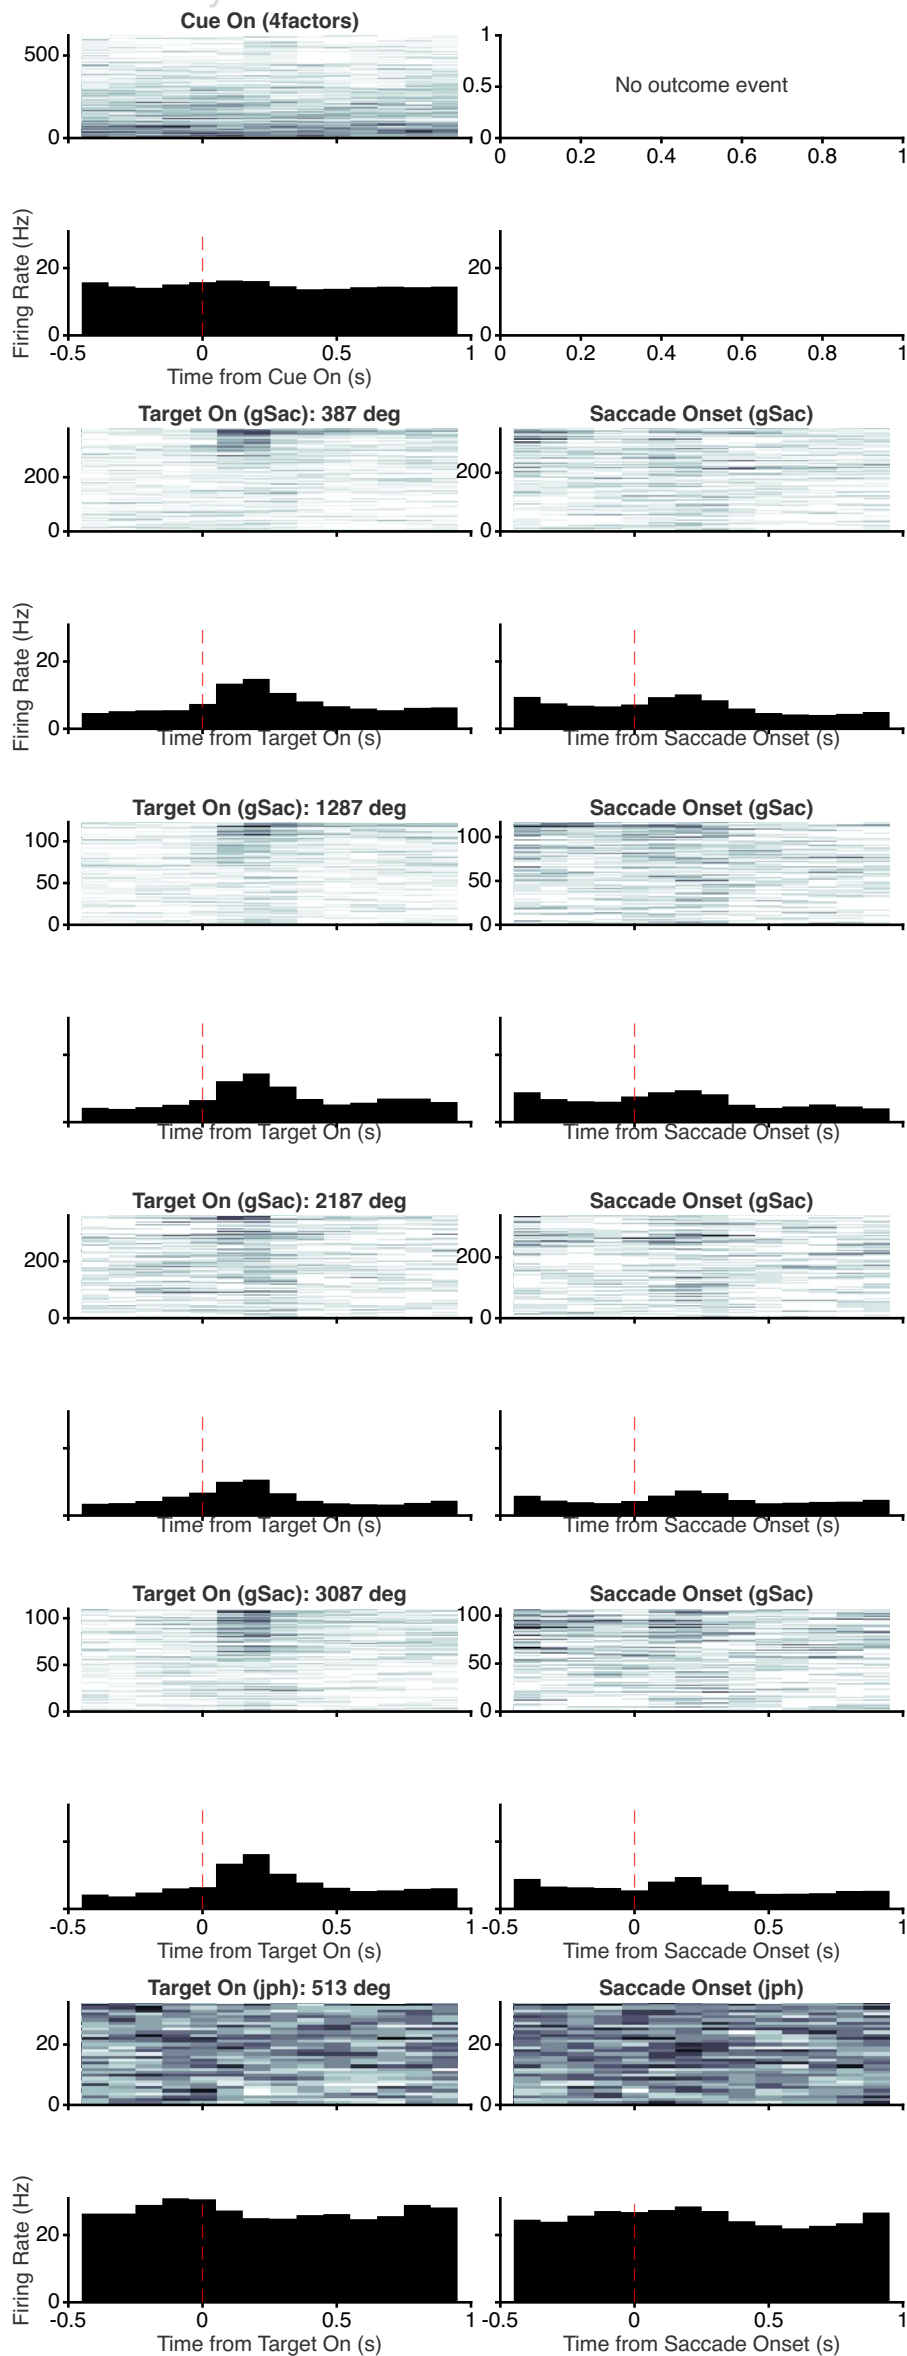 Cue On (4factors)
500
0
1
0.5
0
No outcome event
0 0.2 0.4 0.6 0.8 1
Firing Rate (Hz)
20
0
-0.5 0 0.5 1
Time from Cue On (s)
20
0
0 0.2 0.4 0.6 0.8 1
Target On (gSac): 387 deg
200
0
Saccade Onset (gSac)
200
0
Firing Rate (Hz)
20
0
Time from Target On (s)
Time from Saccade Onset (s)
Target On (gSac): 1287 deg
100
50
0
Saccade Onset (gSac)
100
50
0
Time from Target On (s)
Time from Saccade Onset (s)
Target On (gSac): 2187 deg
200
0
Saccade Onset (gSac)
200
0
Time from Target On (s)
Time from Saccade Onset (s)
Target On (gSac): 3087 deg
100
50
0
Saccade Onset (gSac)
100
50
0
-0.5 0 0.5 1
Time from Target On (s)
-0.5 0 0.5 1
Time from Saccade Onset (s)
Target On (jph): 513 deg
20
0
Saccade Onset (jph)
20
0
Firing Rate (Hz)
20
0
-0.5 0 0.5 1
Time from Target On (s)
-0.5 0 0.5 1
Time from Saccade Onset (s)